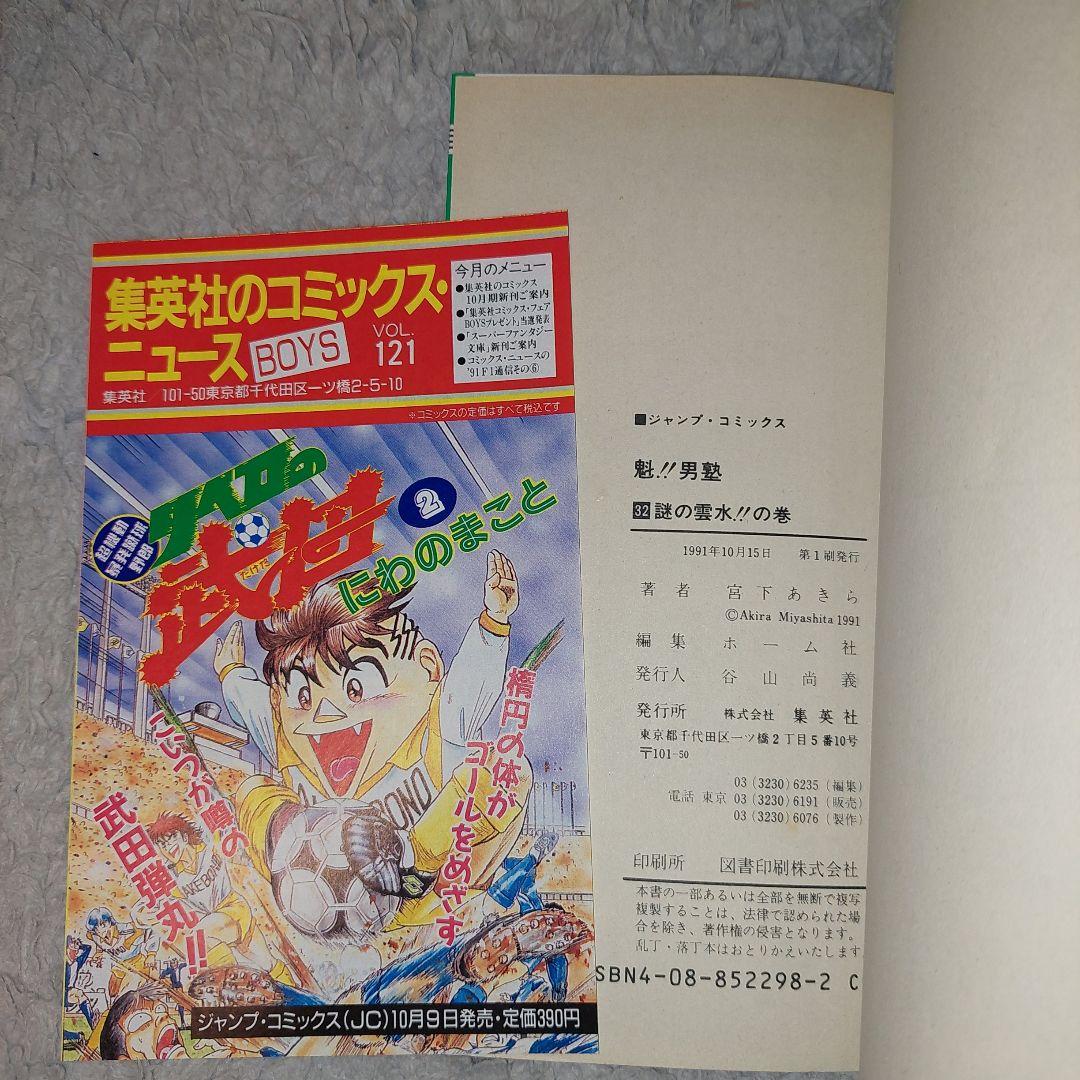 集英社のコミックス・
ニュース BOYS VOL.
121
集英社 101-50東京都千代田区一ツ橋2-5-10
今月のメニュー
●集英社のコミックス
10月期新刊ご案内
●「集英社コミックス・フェア
BOYSプレゼント」当選発表
●「スーパーファンタジー
文庫」新刊ご案内
●コミックス・ニュースの
'91F1通信その⑥
※コミックスの定価はすべて税込です
超機動
暴発蹴球
野郎
リベロの
武田
たけだ
2
にわのまこと
楕円の体が
ゴールをめざす
こいつが噂の
武田弾丸!!
AKEBONO
AKEBO
ジャンプ・コミックス(JC)10月9日発売・定価390円
■ジャンプ・コミックス
魁!!男塾
32謎の雲水!!の巻
1991年10月15日 第1刷発行
著者 宮下あきら
©Akira Miyashita 1991
編集 ホーム社
発行人 谷山尚義
発行所 株式会社 集英社
東京都千代田区一ツ橋2丁目5番10号
〒101-50
03(3230)6235(編集)
電話 東京 03(3230)6191(販売)
03(3230)6076(製作)
印刷所 図書印刷株式会社
本書の一部あるいは全部を無断で複写
複製することは、法律で認められた場
合を除き、著作権の侵害となります。
乱丁・落丁本はおとりかえいたします
SBN4-08-852298-2 C